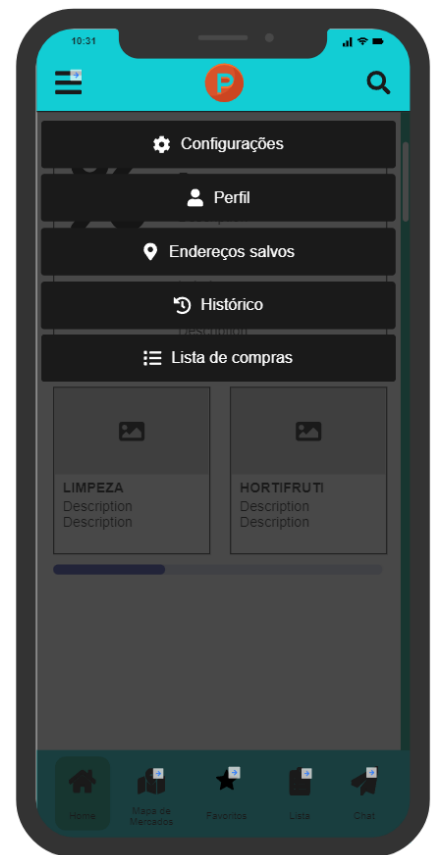 10:31
P
Configurações
Perfil
Endereços salvos
Histórico
Description
Lista de compras
LIMPEZA
HORTIFRUTI
Description
Description
Description
Description
Home
Mapa de
Mercados
Favoritos
Lista
Chat